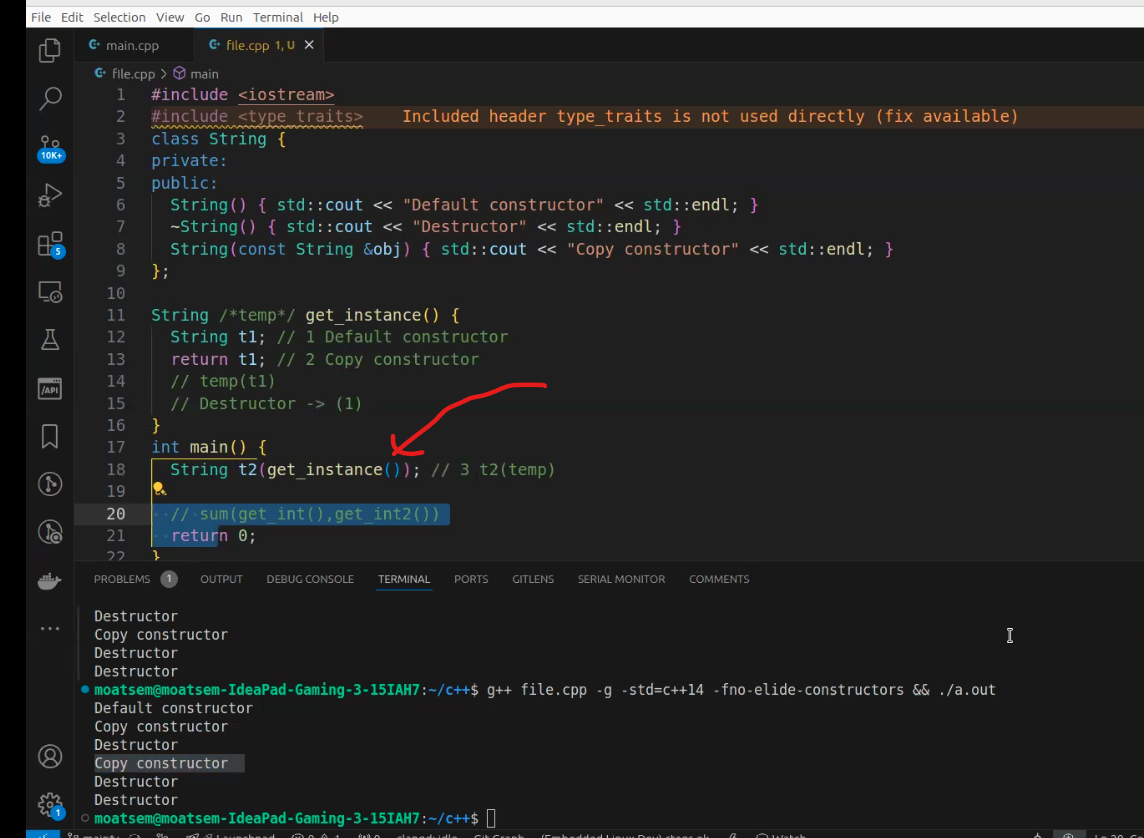 File Edit Selection View Go Run Terminal Help
main.cpp file.cpp 1, U
file.cpp > main
1 #include <iostream>
2 #include <type_traits> Included header type_traits is not used directly (fix available)
3 class String {
4 private:
5 public:
6 String() { std::cout << "Default constructor" << std::endl; }
7 ~String() { std::cout << "Destructor" << std::endl; }
8 String(const String &obj) { std::cout << "Copy constructor" << std::endl; }
9 };
10
11 String /*temp*/ get_instance() {
12 String t1; // 1 Default constructor
13 return t1; // 2 Copy constructor
14 // temp(t1)
15 // Destructor -> (1)
16 }
17 int main() {
18 String t2(get_instance()); // 3 t2(temp)
19
20 // sum(get_int(),get_int2())
21 return 0;
22 }
10K+
5
/API
1
PROBLEMS 1 OUTPUT DEBUG CONSOLE TERMINAL PORTS GITLENS SERIAL MONITOR COMMENTS
Destructor
Copy constructor
Destructor
Destructor
moatsem@moatsem-IdeaPad-Gaming-3-15IAH7:~/c++$ g++ file.cpp -g -std=c++14 -fno-elide-constructors && ./a.out
Default constructor
Copy constructor
Destructor
Copy constructor
Destructor
Destructor
moatsem@moatsem-IdeaPad-Gaming-3-15IAH7:~/c++$